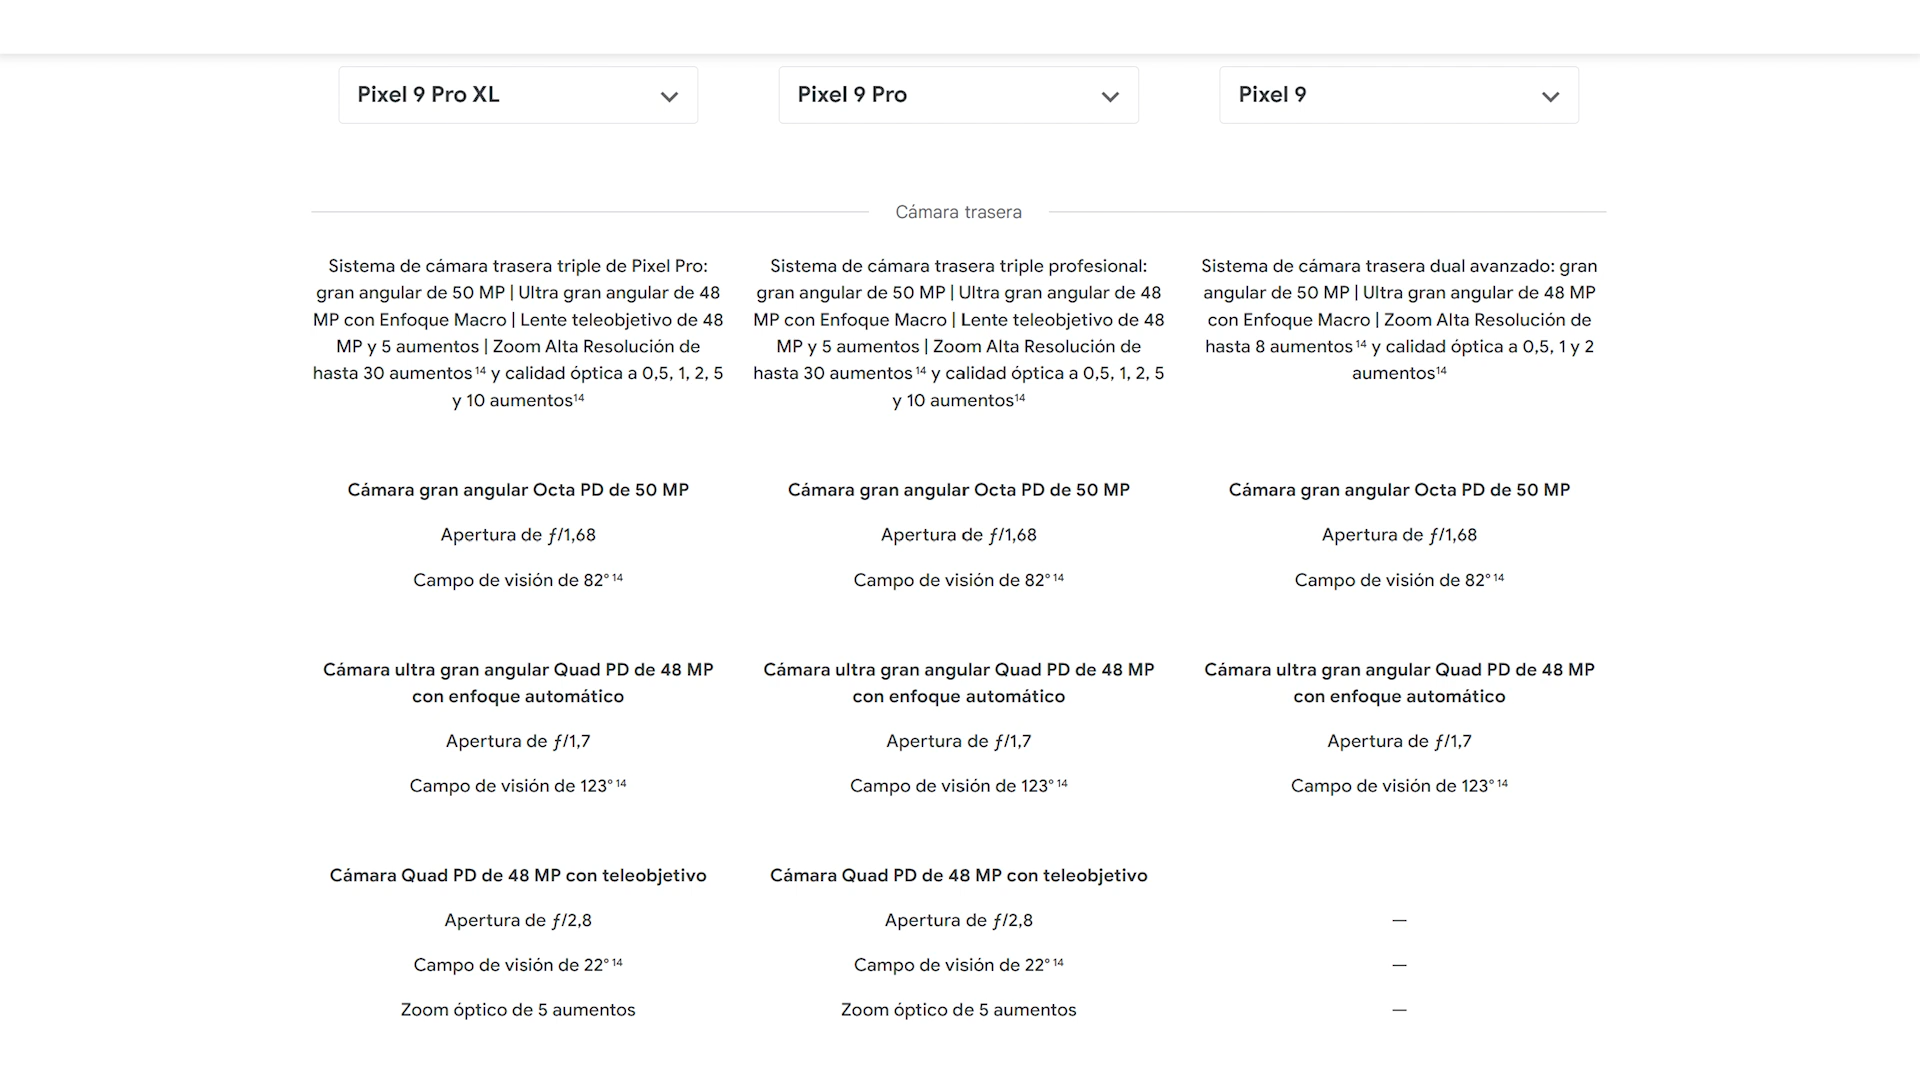 Pixel 9 Pro XL
Pixel 9 Pro
Pixel 9
Cámara trasera
Sistema de cámara trasera triple de Pixel Pro:
gran angular de 50 MP | Ultra gran angular de 48
MP con Enfoque Macro | Lente teleobjetivo de 48
MP y 5 aumentos | Zoom Alta Resolución de
hasta 30 aumentos¹⁴ y calidad óptica a 0,5, 1, 2, 5
y 10 aumentos¹⁴
Sistema de cámara trasera triple profesional:
gran angular de 50 MP | Ultra gran angular de 48
MP con Enfoque Macro | Lente teleobjetivo de 48
MP y 5 aumentos | Zoom Alta Resolución de
hasta 30 aumentos¹⁴ y calidad óptica a 0,5, 1, 2, 5
y 10 aumentos¹⁴
Sistema de cámara trasera dual avanzado: gran
angular de 50 MP | Ultra gran angular de 48 MP
con Enfoque Macro | Zoom Alta Resolución de
hasta 8 aumentos¹⁴ y calidad óptica a 0,5, 1 y 2
aumentos¹⁴
Cámara gran angular Octa PD de 50 MP
Apertura de ƒ/1,68
Campo de visión de 82°¹⁴
Cámara gran angular Octa PD de 50 MP
Apertura de ƒ/1,68
Campo de visión de 82°¹⁴
Cámara gran angular Octa PD de 50 MP
Apertura de ƒ/1,68
Campo de visión de 82°¹⁴
Cámara ultra gran angular Quad PD de 48 MP
con enfoque automático
Apertura de ƒ/1,7
Campo de visión de 123°¹⁴
Cámara ultra gran angular Quad PD de 48 MP
con enfoque automático
Apertura de ƒ/1,7
Campo de visión de 123°¹⁴
Cámara ultra gran angular Quad PD de 48 MP
con enfoque automático
Apertura de ƒ/1,7
Campo de visión de 123°¹⁴
Cámara Quad PD de 48 MP con teleobjetivo
Apertura de ƒ/2,8
Campo de visión de 22°¹⁴
Zoom óptico de 5 aumentos
Cámara Quad PD de 48 MP con teleobjetivo
Apertura de ƒ/2,8
Campo de visión de 22°¹⁴
Zoom óptico de 5 aumentos
—
—
—